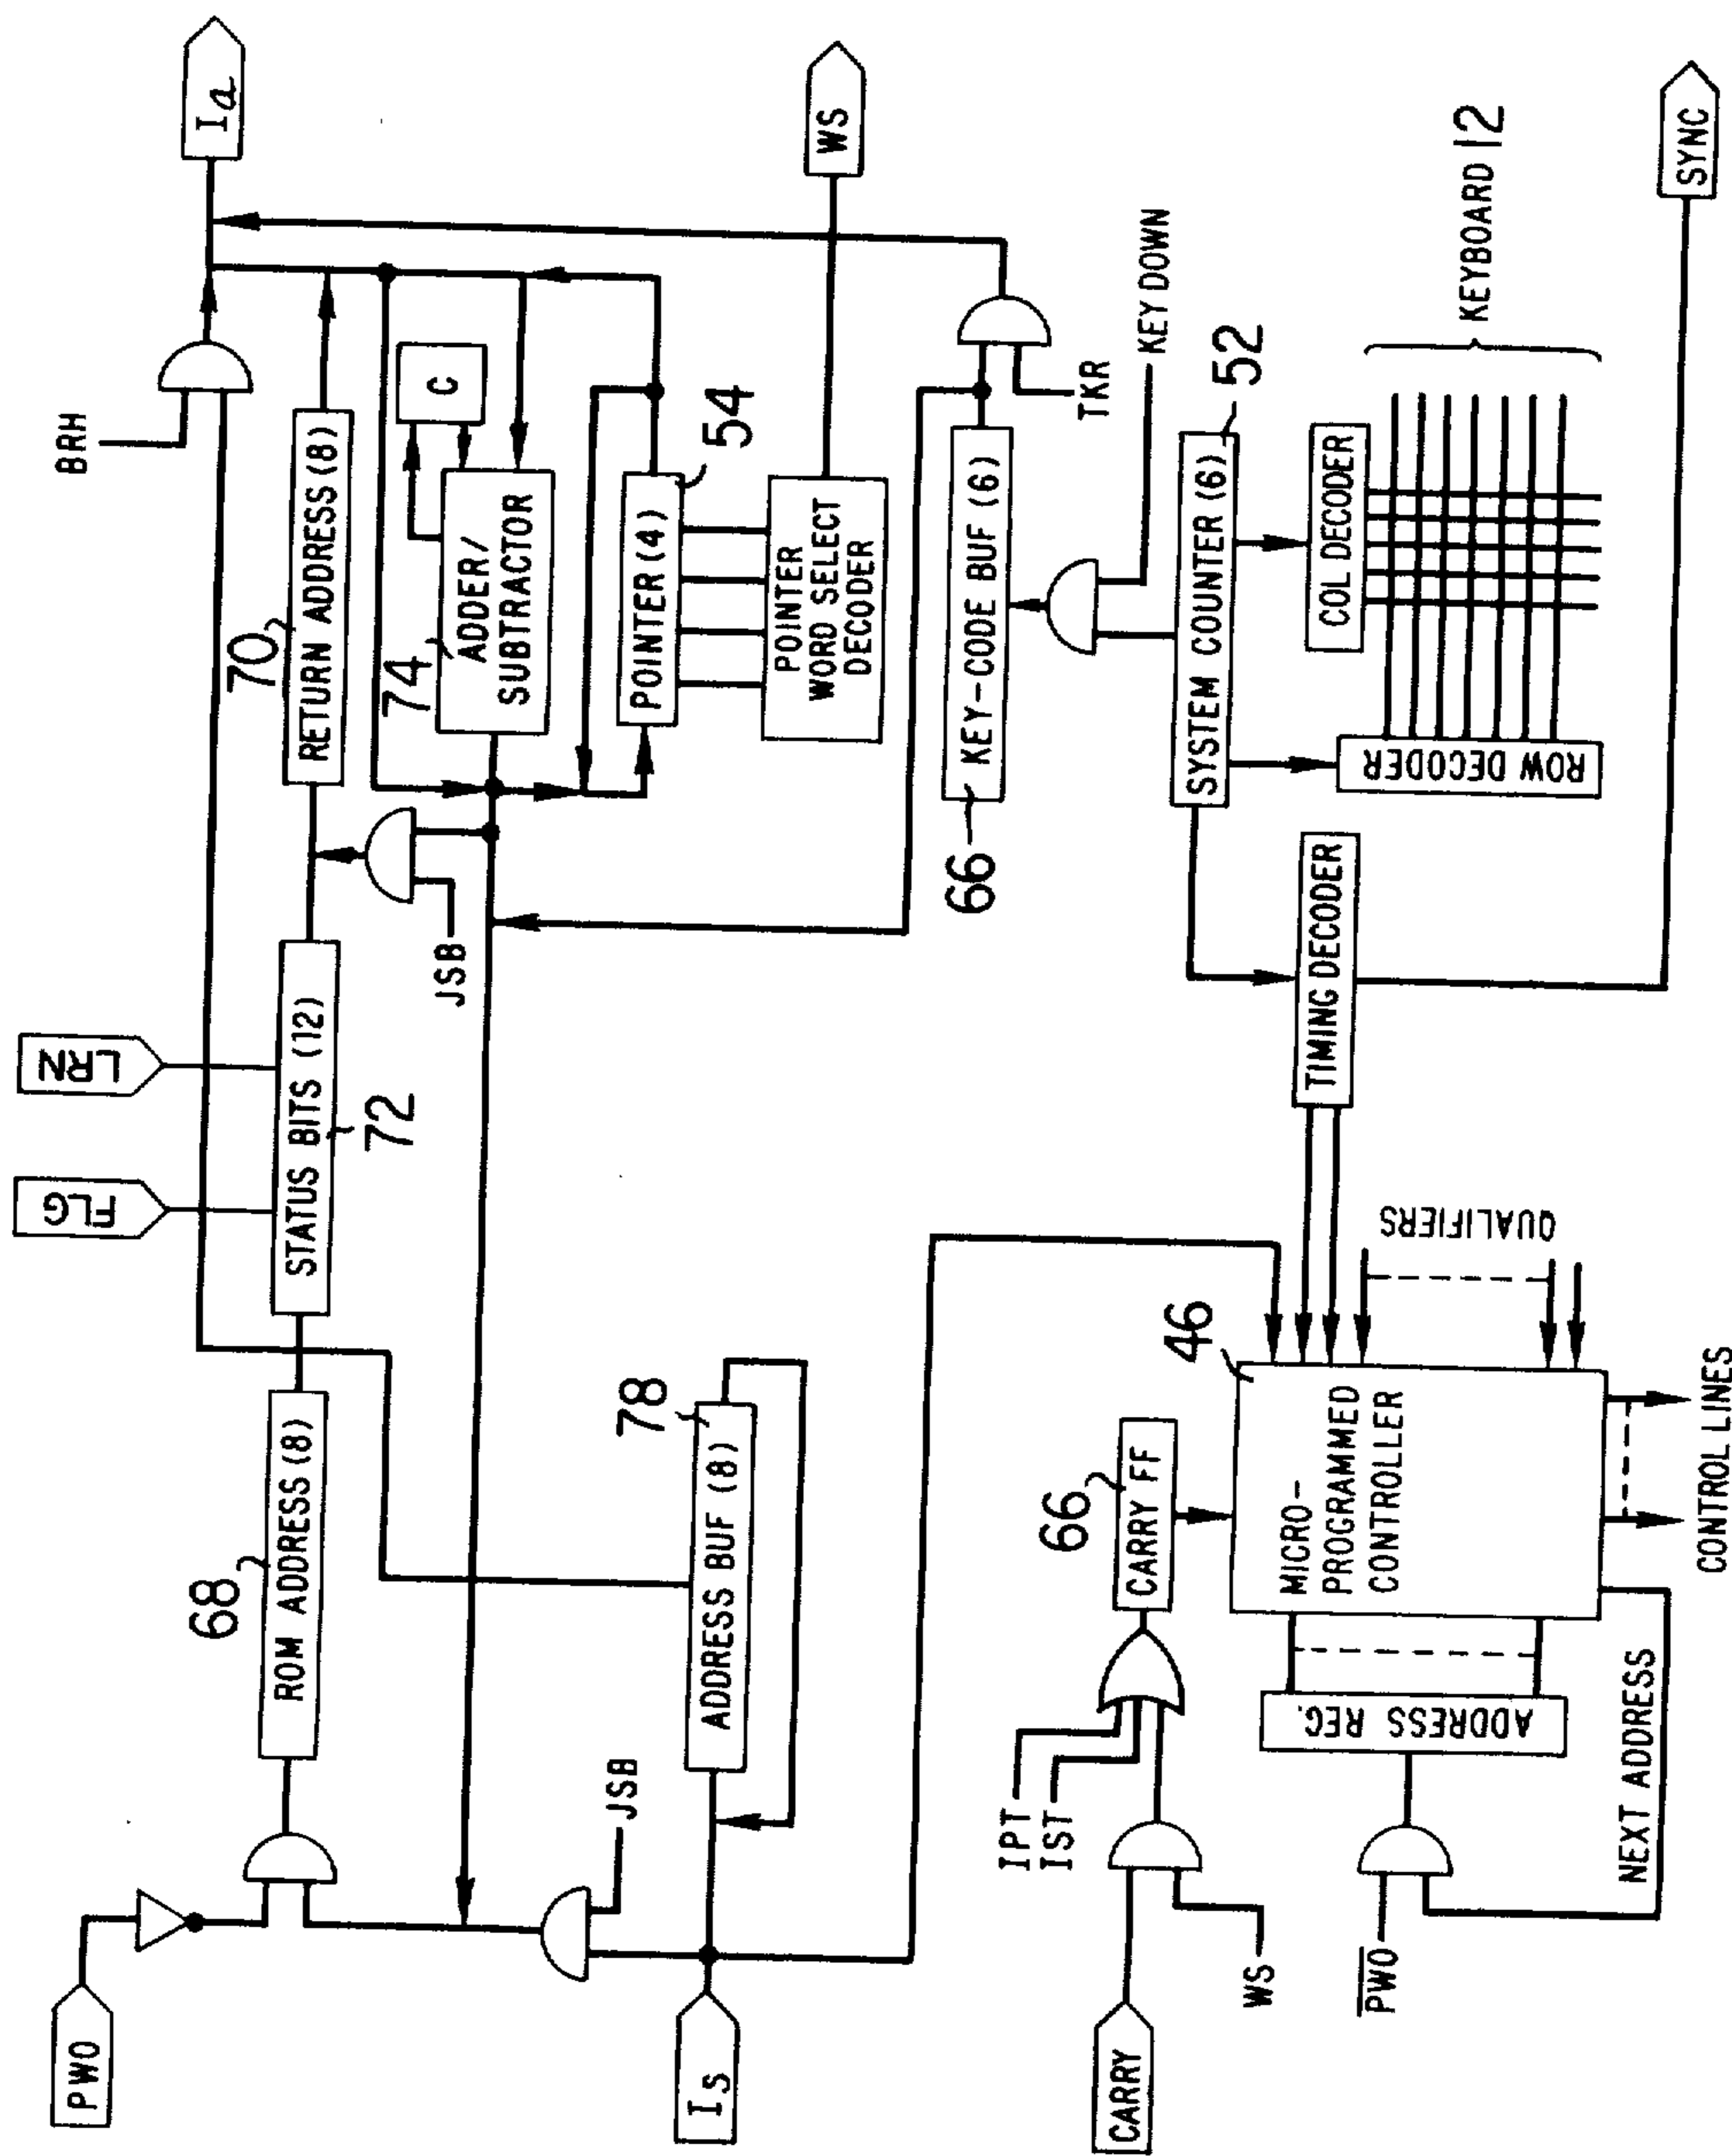 PWO
68
ROM ADDRESS (8)
FLG
LRN
STATUS BITS (12)
72
70
RETURN ADDRESS (8)
BRH
Ia
JSB
74
ADDER/
SUBTRACTOR
C
POINTER (4)
54
POINTER
WORD SELECT
DECODER
WS
Is
JSB
78
ADDRESS BUF (8)
66
KEY-CODE BUF (6)
TKR
KEY DOWN
SYSTEM COUNTER (6)
52
COL DECODER
ROW DECODER
KEYBOARD 12
TIMING DECODER
SYNC
IPT
IST
CARRY
WS
66
CARRY FF
46
MICRO-
PROGRAMMED
CONTROLLER
QUALIFIERS
ADDRESS REG.
PWO
NEXT ADDRESS
CONTROL LINES